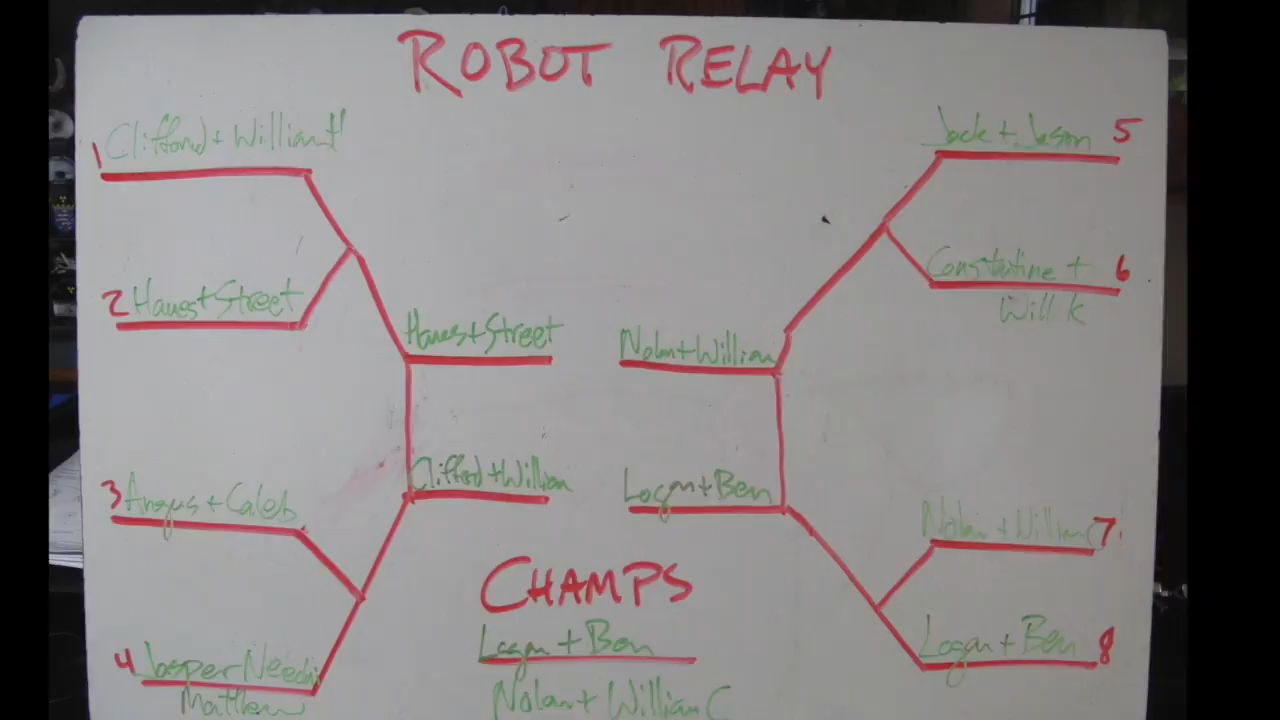 ROBOT RELAY
1 Clifford + William H
2 Hanes + Street
3 Angus + Caleb
4 Jasper Needin
Matthew
Hanes + Street
Clifford + William
Nolan + William
Logan + Ben
Jack + Jason 5
Constantine + 6
Will K
Nolan + William C 7
Logan + Ben 8
CHAMPS
Logan + Ben
Nolan + William C